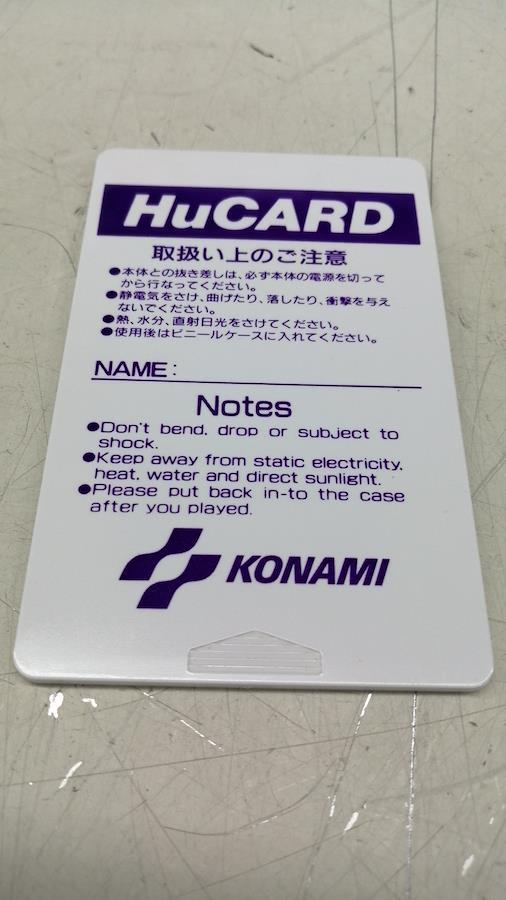 HuCARD
取扱い上のご注意
●本体との抜き差しは、必ず本体の電源を切って
から行なってください。
●静電気をさけ、曲げたり、落したり、衝撃を与え
ないでください。
●熱、水分、直射日光をさけてください。
●使用後はビニールケースに入れてください。
NAME:
Notes
●Don't bend, drop or subject to
shock.
●Keep away from static electricity,
heat, water and direct sunlight.
●Please put back in-to the case
after you played.
KONAMI